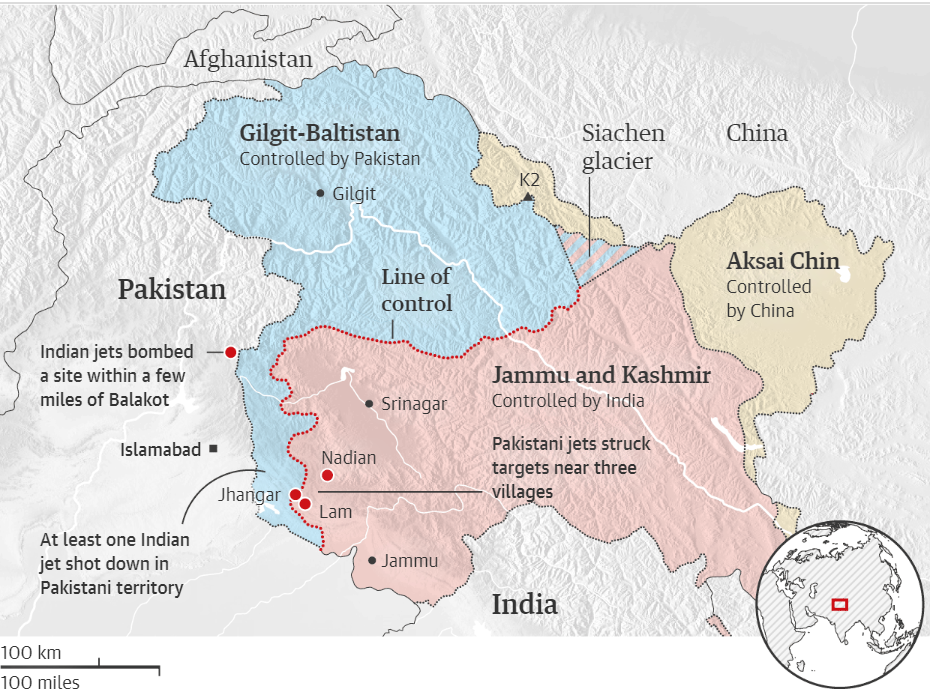 Afghanistan
Gilgit-Baltistan
Controlled by Pakistan
Gilgit
Siachen
glacier
China
K2
Aksai Chin
Controlled
by China
Pakistan
Line of
control
Indian jets bombed
a site within a few
miles of Balakot
Jammu and Kashmir
Controlled by India
Srinagar
Islamabad
Pakistani jets struck
targets near three
villages
Nadian
Jhangar
Lam
At least one Indian
jet shot down in
Pakistani territory
Jammu
India
100 km
100 miles